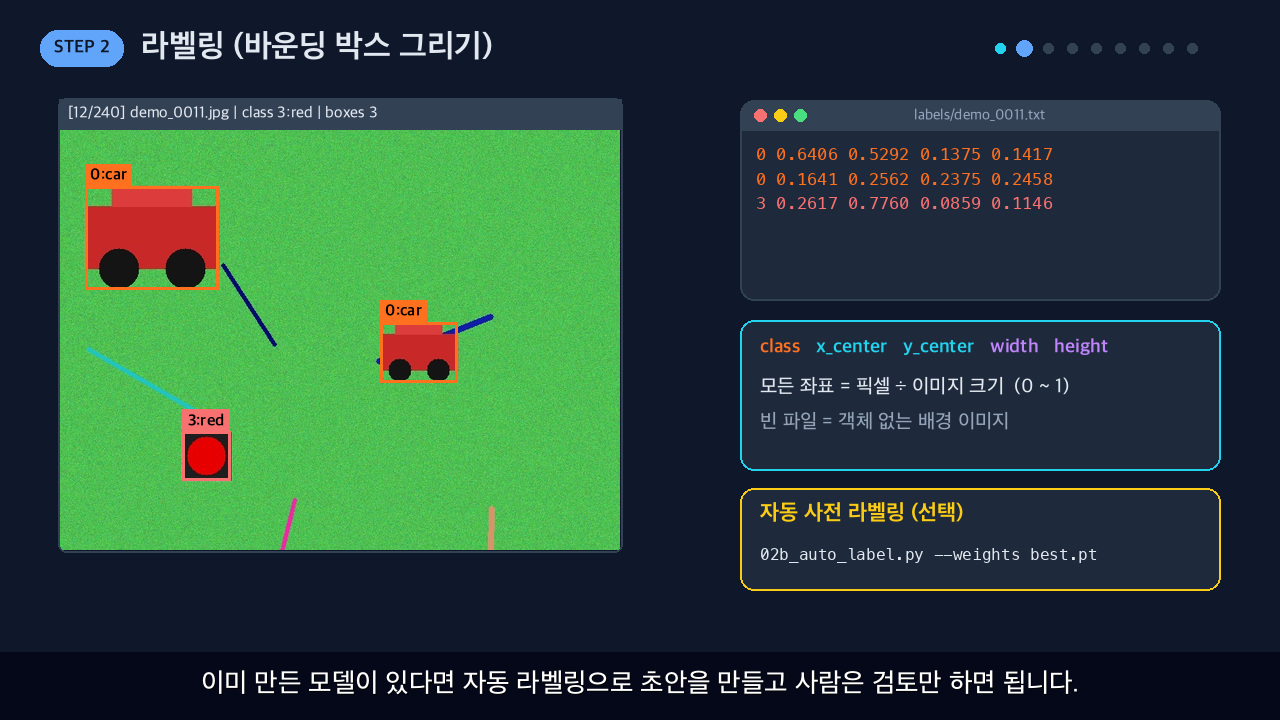 STEP 2
라벨링 (바운딩 박스 그리기)
[12/240] demo_0011.jpg | class 3:red | boxes 3
0:car
0:car
3:red
labels/demo_0011.txt
0 0.6406 0.5292 0.1375 0.1417
0 0.1641 0.2562 0.2375 0.2458
3 0.2617 0.7760 0.0859 0.1146
class x_center y_center width height
모든 좌표 = 픽셀 ÷ 이미지 크기 (0 ~ 1)
빈 파일 = 객체 없는 배경 이미지
자동 사전 라벨링 (선택)
02b_auto_label.py --weights best.pt
이미 만든 모델이 있다면 자동 라벨링으로 초안을 만들고 사람은 검토만 하면 됩니다.